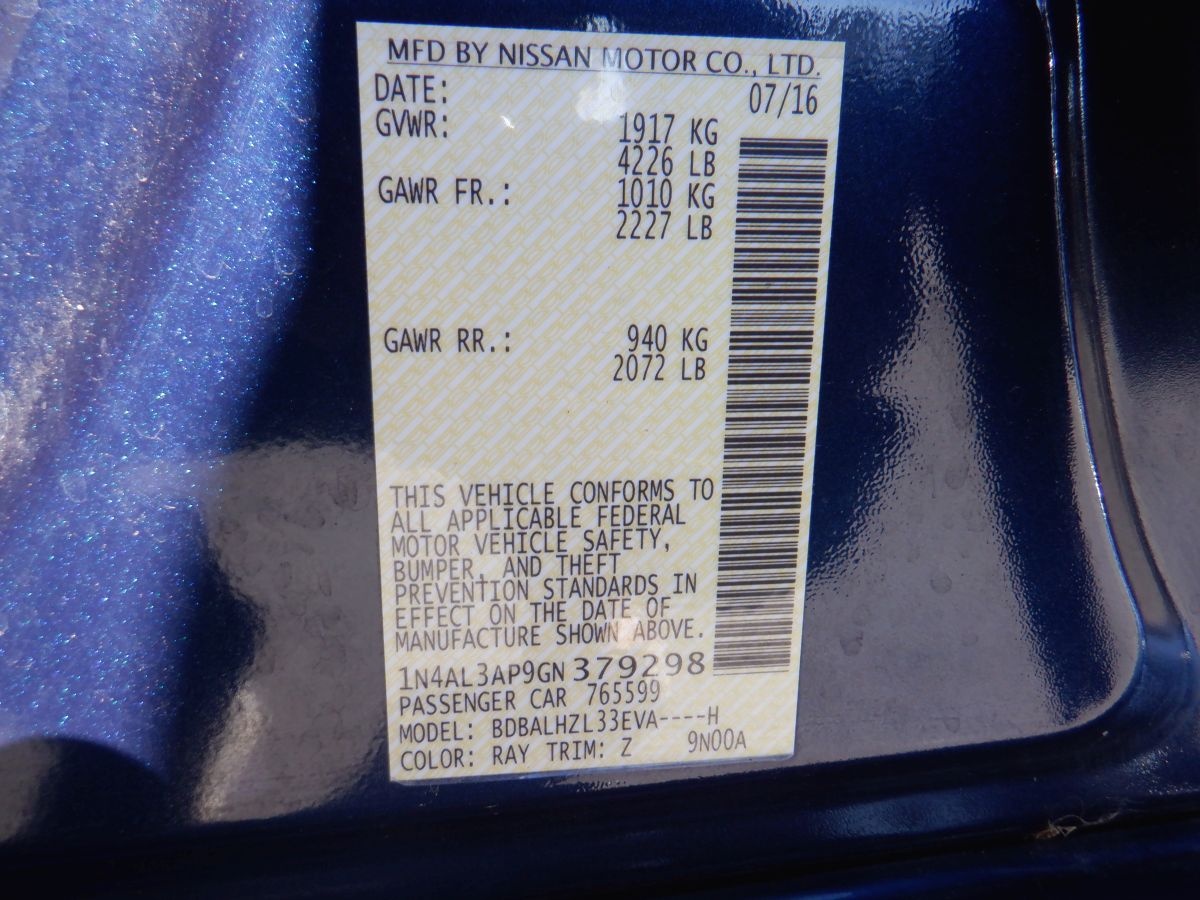 MFD BY NISSAN MOTOR CO., LTD.
DATE: 07/16
GVWR: 1917 KG
4226 LB
GAWR FR.: 1010 KG
2227 LB
GAWR RR.: 940 KG
2072 LB
THIS VEHICLE CONFORMS TO
ALL APPLICABLE FEDERAL
MOTOR VEHICLE SAFETY,
BUMPER, AND THEFT
PREVENTION STANDARDS IN
EFFECT ON THE DATE OF
MANUFACTURE SHOWN ABOVE.
1N4AL3AP9GN379298
PASSENGER CAR 765599
MODEL: BDBALHZL33EVA----H
COLOR: RAY TRIM: Z 9N00A